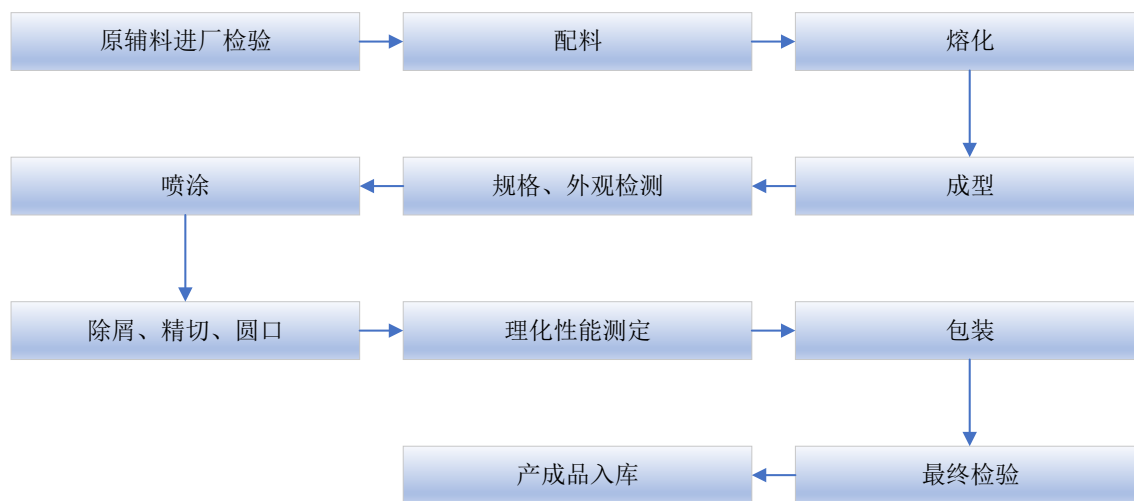 原辅料进厂检验
配料
熔化
成型
规格、外观检测
喷涂
除屑、精切、圆口
理化性能测定
包装
最终检验
产成品入库